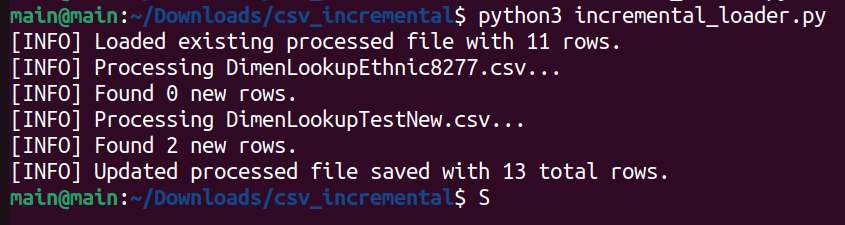 main@main:~/Downloads/csv_incremental$ python3 incremental_loader.py
[INFO] Loaded existing processed file with 11 rows.
[INFO] Processing DimenLookupEthnic8277.csv...
[INFO] Found 0 new rows.
[INFO] Processing DimenLookupTestNew.csv...
[INFO] Found 2 new rows.
[INFO] Updated processed file saved with 13 total rows.
main@main:~/Downloads/csv_incremental$ S